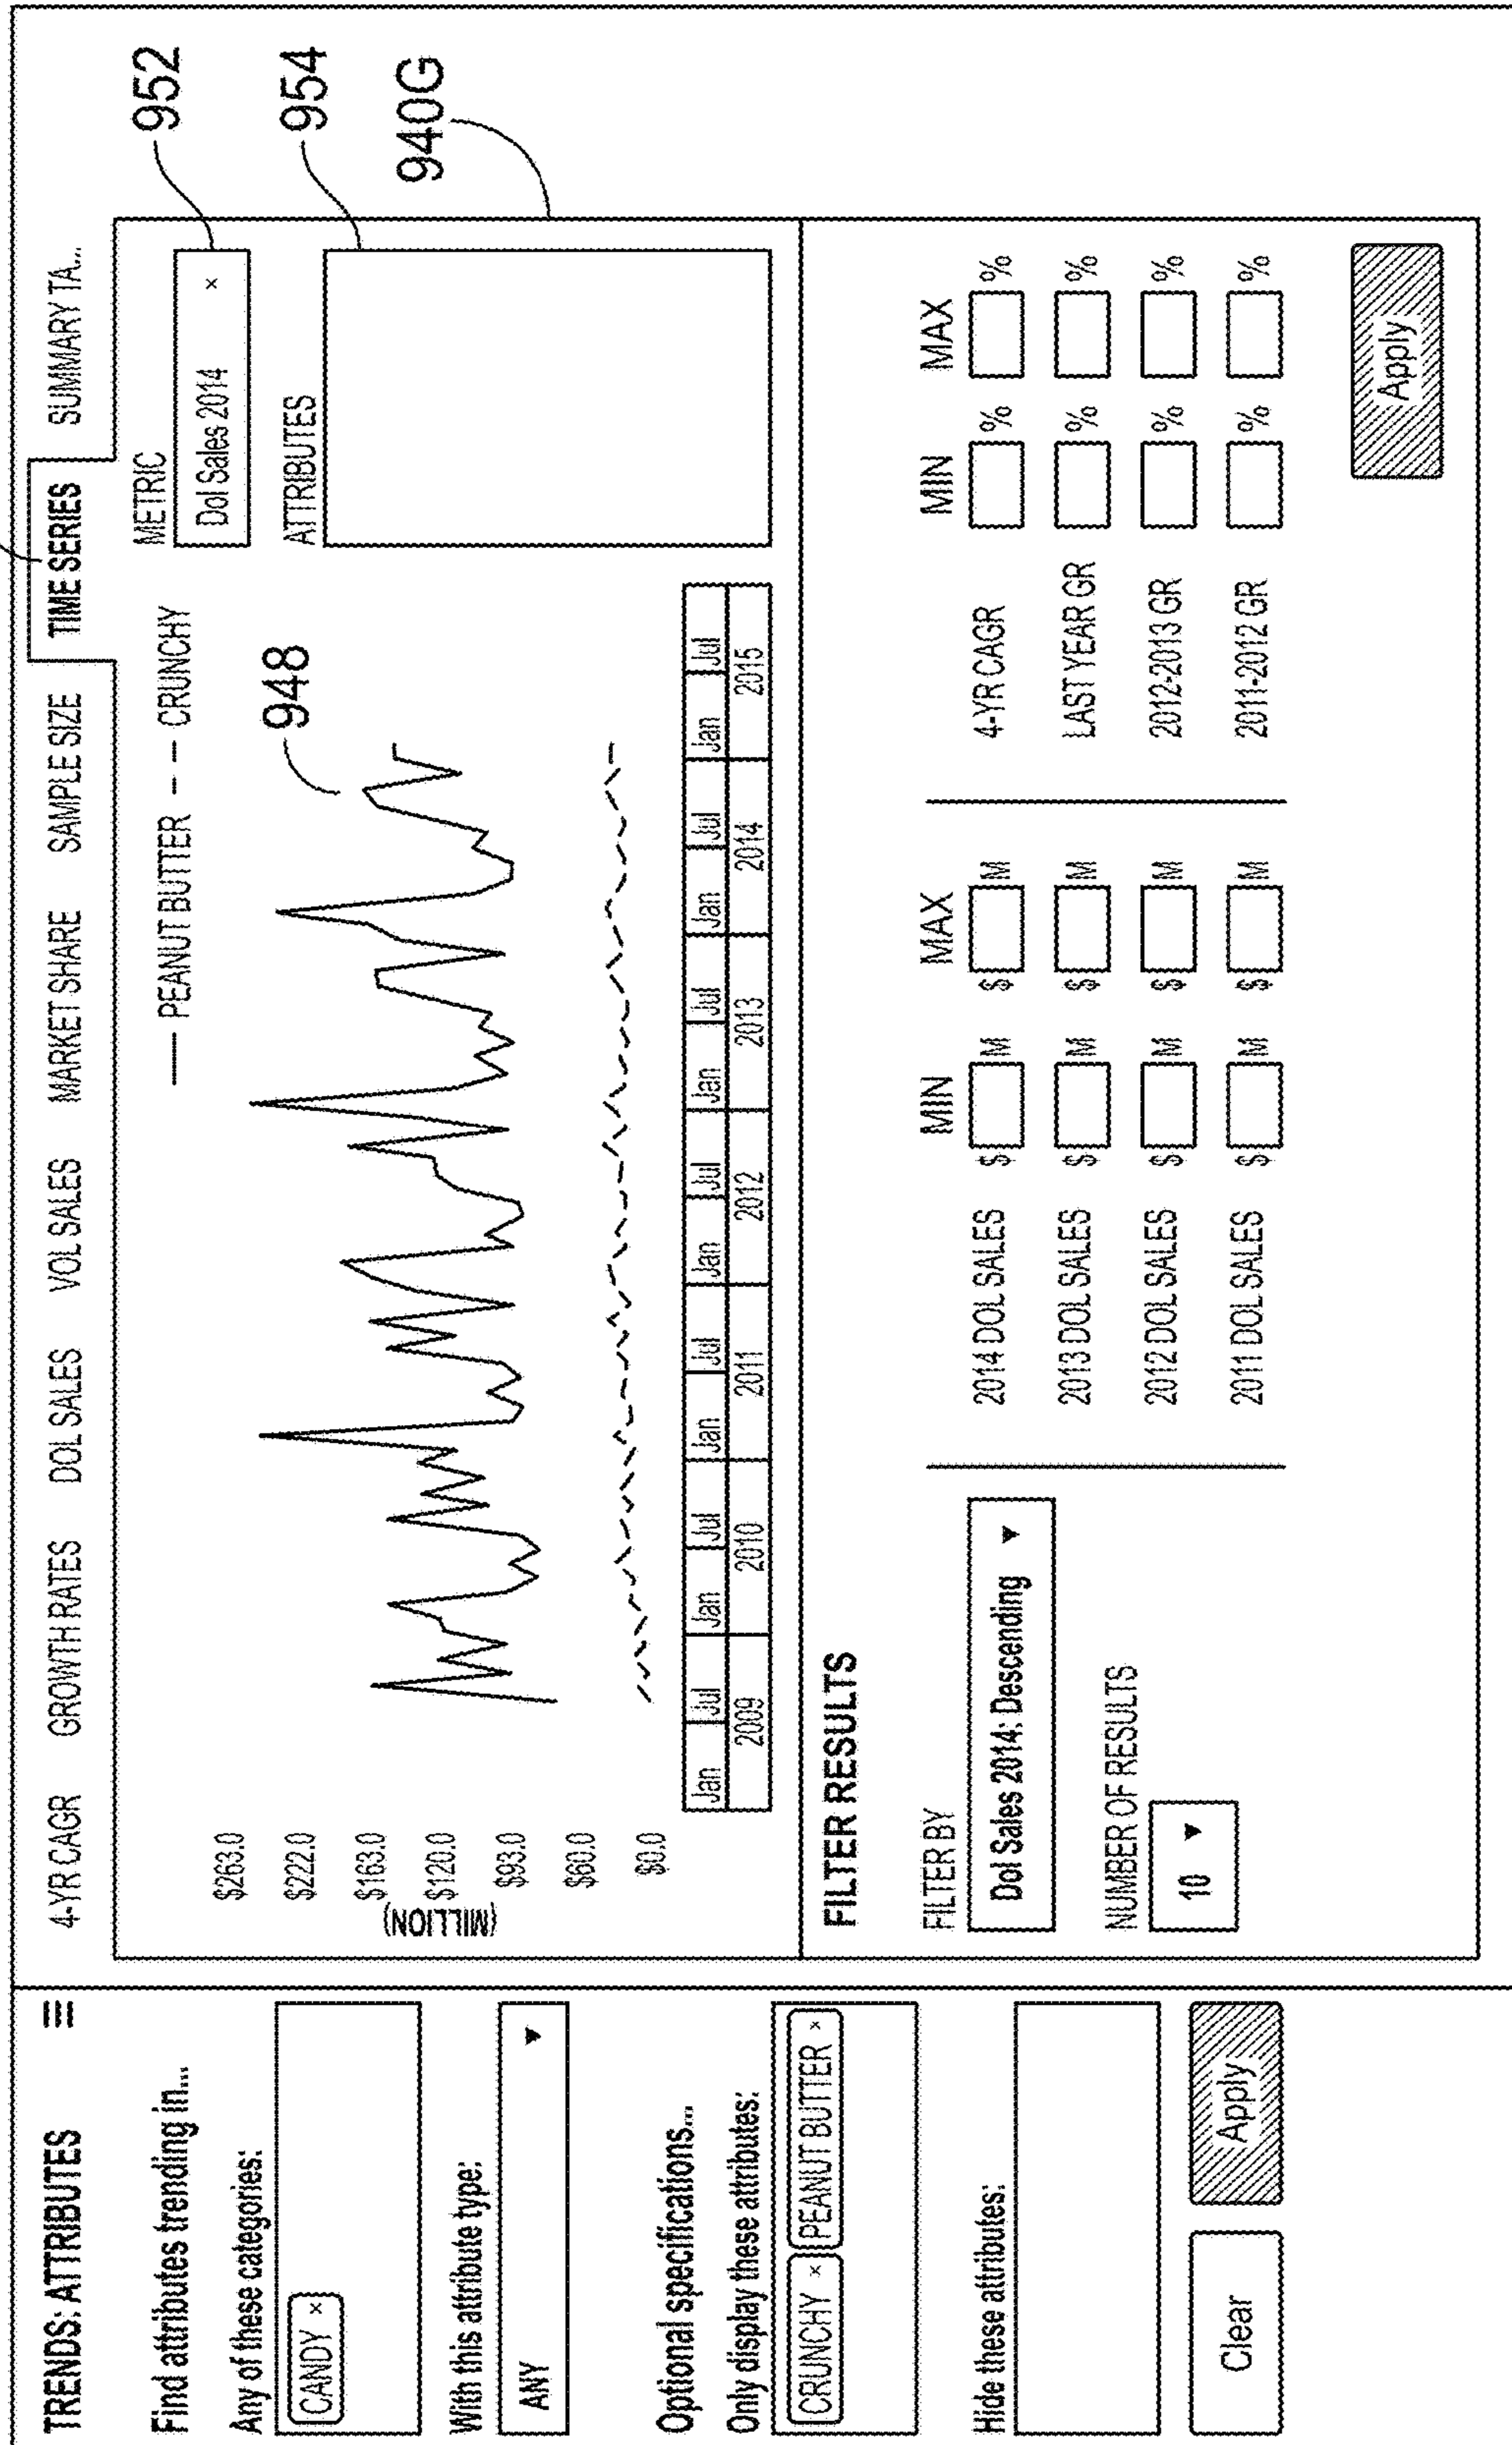 TRENDS: ATTRIBUTES
Find attributes trending in...
Any of these categories:
CANDY ×
With this attribute type:
ANY ▼
Optional specifications...
Only display these attributes:
CRUNCHY × PEANUT BUTTER ×
Hide these attributes:
Clear Apply
4-YR CAGR GROWTH RATES DOL SALES VOL SALES MARKET SHARE SAMPLE SIZE TIME SERIES SUMMARY TA...
PEANUT BUTTER CRUNCHY
948
$263.0
$222.0
$163.0
$120.0
$93.0
$60.0
$0.0
(MILLION)
Jan Jul Jan Jul Jan Jul Jan Jul Jan Jul Jan Jul Jan Jul
2009 2010 2011 2012 2013 2014 2015
METRIC
Dol Sales 2014 ×
ATTRIBUTES
952
954
940G
FILTER RESULTS
FILTER BY
Dol Sales 2014: Descending ▼
NUMBER OF RESULTS
10 ▼
MIN MAX
2014 DOL SALES $ M $ M
2013 DOL SALES $ M $ M
2012 DOL SALES $ M $ M
2011 DOL SALES $ M $ M
MIN MAX
4-YR CAGR % %
LAST YEAR GR % %
2012-2013 GR % %
2011-2012 GR % %
Apply